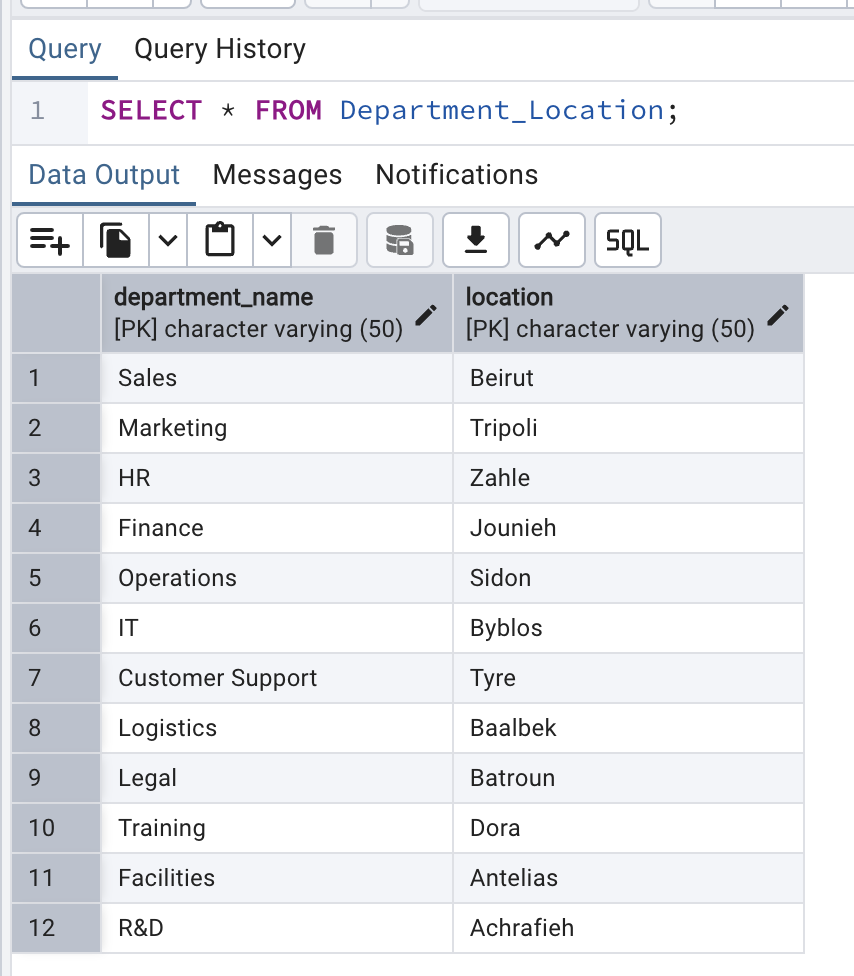 Query Query History
1 SELECT * FROM Department_Location;
Data Output Messages Notifications
SQL
department_name location
[PK] character varying (50) [PK] character varying (50)
1 Sales Beirut
2 Marketing Tripoli
3 HR Zahle
4 Finance Jounieh
5 Operations Sidon
6 IT Byblos
7 Customer Support Tyre
8 Logistics Baalbek
9 Legal Batroun
10 Training Dora
11 Facilities Antelias
12 R&D Achrafieh